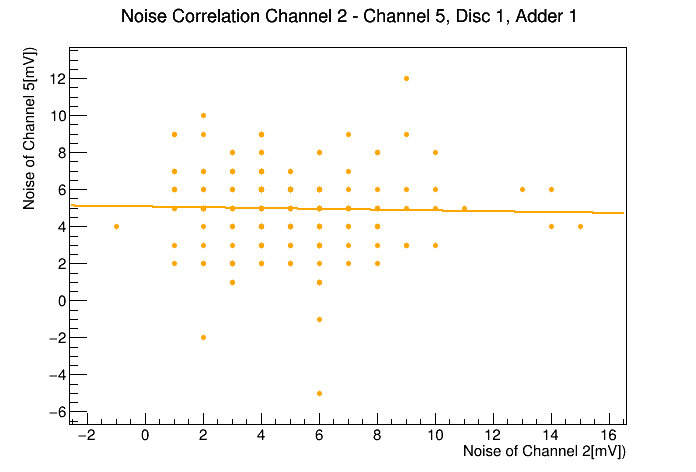 Noise Correlation Channel 2 - Channel 5, Disc 1, Adder 1
Noise of Channel 5[mV])
12
10
8
6
4
2
0
−2
−4
−6
−2 0 2 4 6 8 10 12 14 16
Noise of Channel 2[mV])